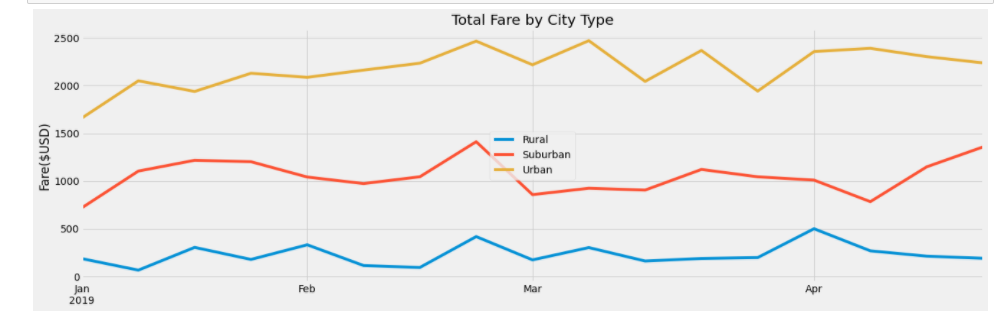 Total Fare by City Type
Fare($USD)
2500
2000
1500
1000
500
0
Rural
Suburban
Urban
Jan
2019
Feb
Mar
Apr